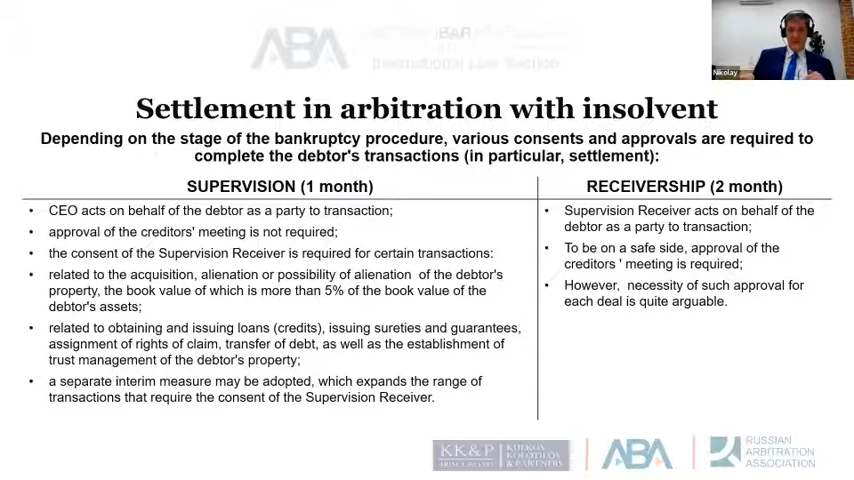 ABA
BAR
International Law Section
Nikolay
Settlement in arbitration with insolvent
Depending on the stage of the bankruptcy procedure, various consents and approvals are required to
complete the debtor's transactions (in particular, settlement):
SUPERVISION (1 month)
• CEO acts on behalf of the debtor as a party to transaction;
• approval of the creditors' meeting is not required;
• the consent of the Supervision Receiver is required for certain transactions:
• related to the acquisition, alienation or possibility of alienation of the debtor's
property, the book value of which is more than 5% of the book value of the
debtor's assets;
• related to obtaining and issuing loans (credits), issuing sureties and guarantees,
assignment of rights of claim, transfer of debt, as well as the establishment of
trust management of the debtor's property;
• a separate interim measure may be adopted, which expands the range of
transactions that require the consent of the Supervision Receiver.
RECEIVERSHIP (2 month)
• Supervision Receiver acts on behalf of the
debtor as a party to transaction;
• To be on a safe side, approval of the
creditors ' meeting is required;
• However, necessity of such approval for
each deal is quite arguable.
KK&P
KULKOV
KOLOTILOV
& PARTNERS
ABA
RUSSIAN
ARBITRATION
ASSOCIATION